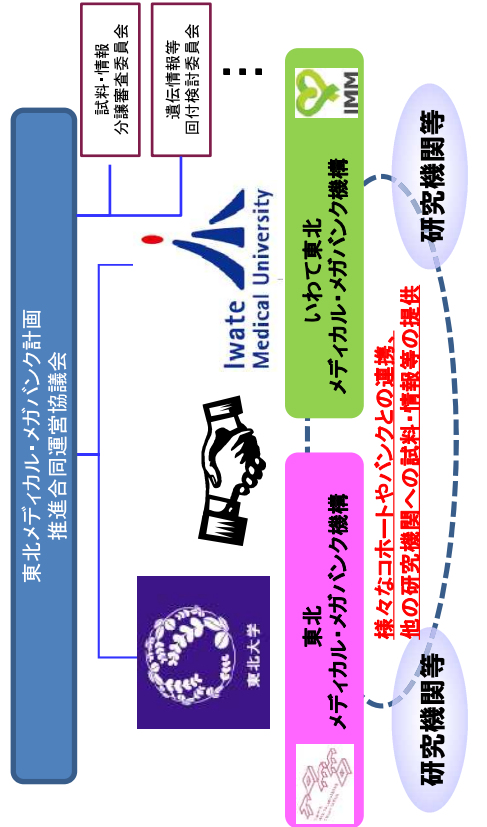 東北メディカル・メガバンク計画
推進合同運営協議会
試料・情報
分譲審査委員会
遺伝情報等
回付検討委員会
東北大学
Iwate
Medical University
東北
メディカル・メガバンク機構
いわて東北
メディカル・メガバンク機構
IMM
様々なコホートやバンクとの連携、
他の研究機関への試料・情報等の提供
研究機関等
研究機関等